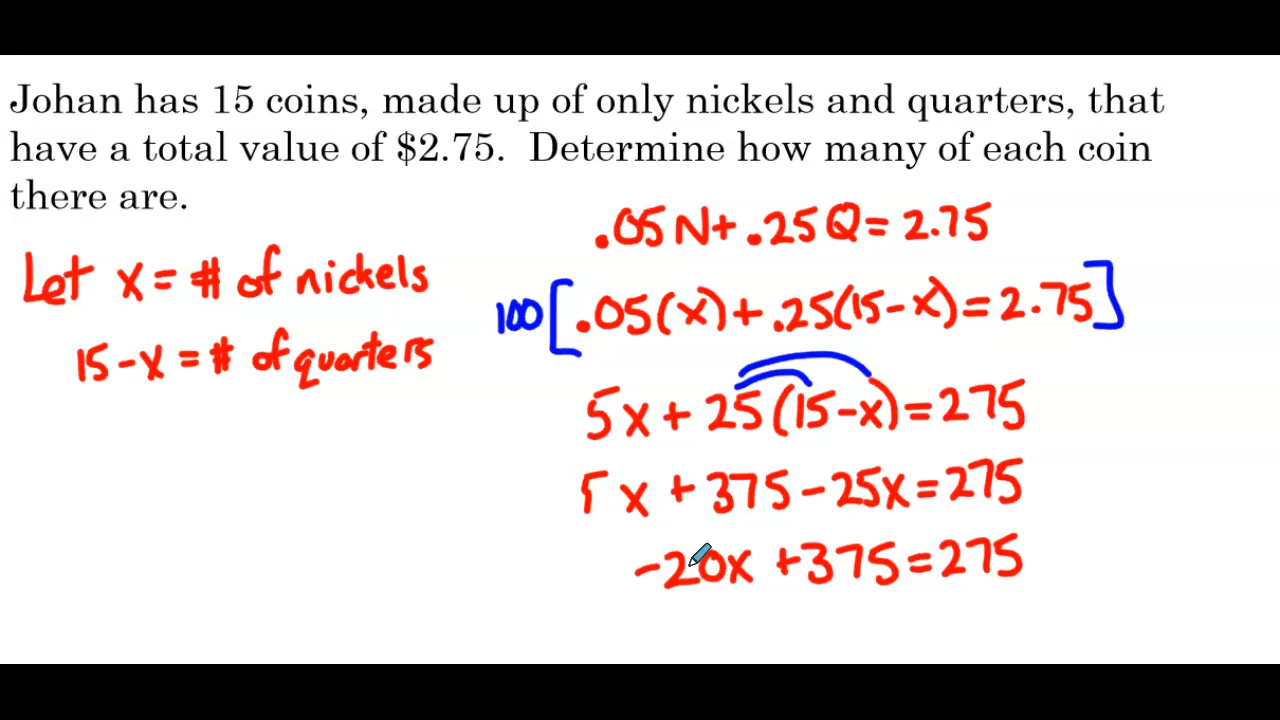 Johan has 15 coins, made up of only nickels and quarters, that
have a total value of $2.75.  Determine how many of each coin
there are.
.05N+.25Q=2.75
Let x = # of nickels
100[.05(x)+.25(15-x)=2.75]
15-x = # of quarters
5x+25(15-x)=275
5x+375-25x=275
-20x+375=275